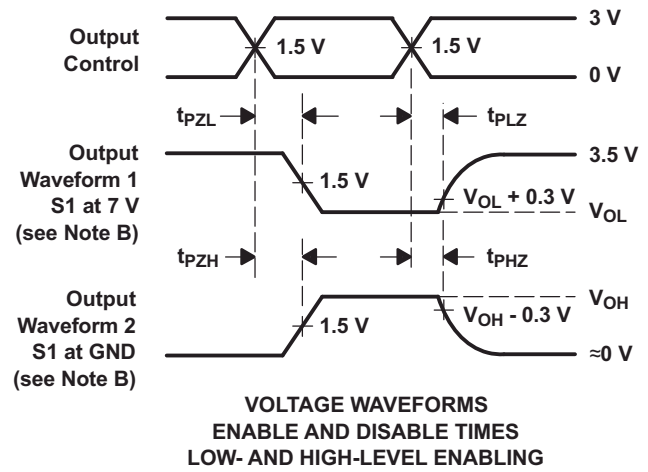 3 V
Output
Control
1.5 V
1.5 V
0 V
tPZL
tPLZ
Output
Waveform 1
S1 at 7 V
(see Note B)
3.5 V
1.5 V
VOL + 0.3 V
VOL
tPZH
tPHZ
Output
Waveform 2
S1 at GND
(see Note B)
VOH
1.5 V
VOH - 0.3 V
≈0 V
VOLTAGE WAVEFORMS
ENABLE AND DISABLE TIMES
LOW- AND HIGH-LEVEL ENABLING